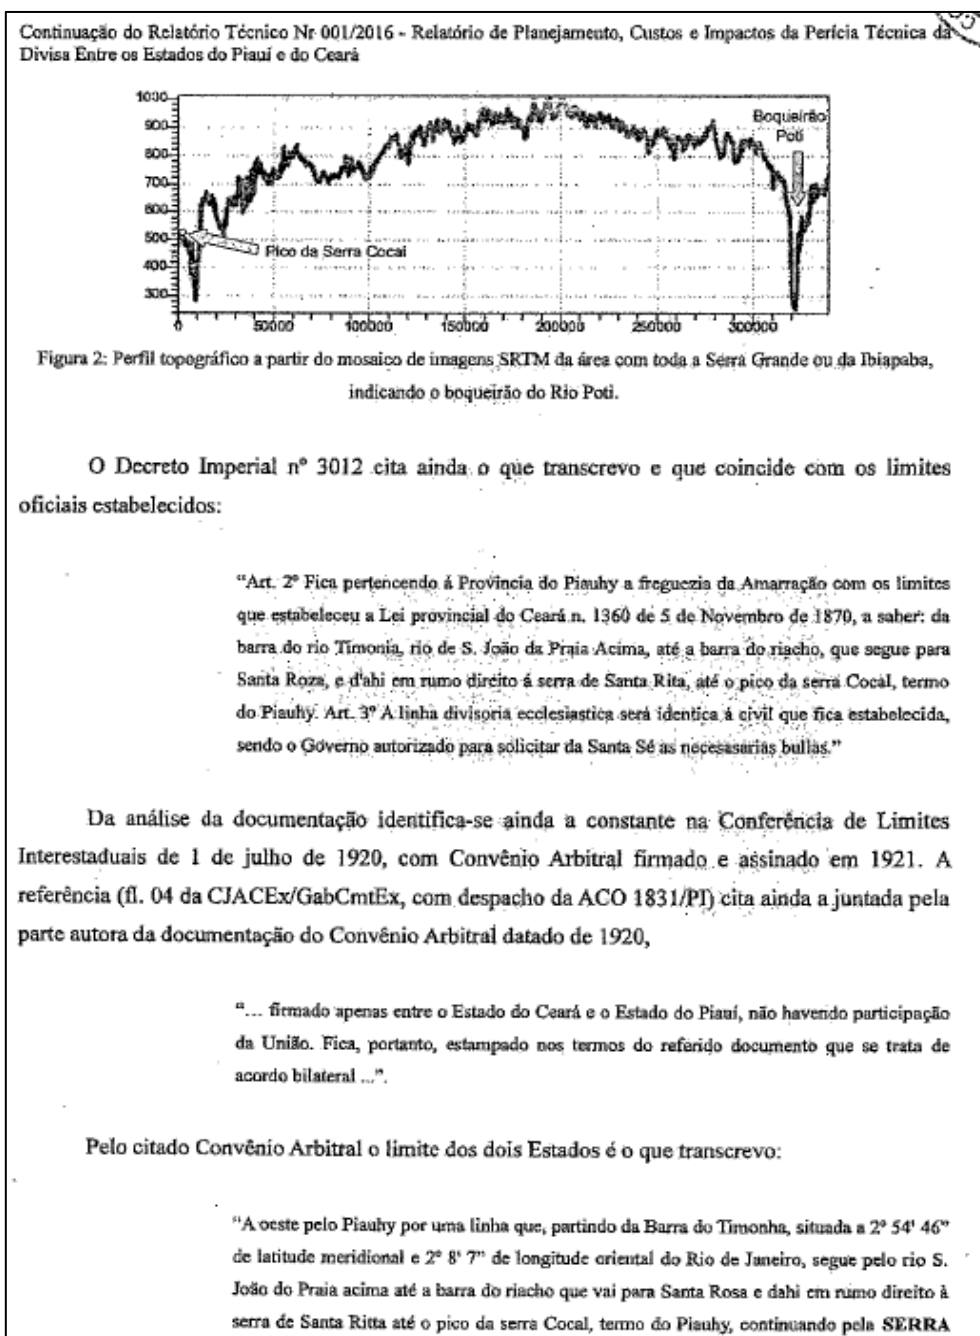 Continuação do Relatório Técnico Nr 001/2016 - Relatório de Planejamento, Custos e Impactos da Perícia Técnica da
Divisa Entre os Estados do Piauí e do Ceará
1000
900
800
700
600
500
400
300
Boqueirão
Poti
Pico da Serra Cocal
0 50000 100000 150000 200000 250000 300000
Figura 2: Perfil topográfico a partir do mosaico de imagens SRTM da área com toda a Serra Grande ou da Ibiapaba,
indicando o boqueirão do Rio Poti.
O Decreto Imperial nº 3012 cita ainda o que transcrevo e que coincide com os limites
oficiais estabelecidos:
“Art. 2º Fica pertencendo á Provincia do Piauhy a freguezia da Amarração com os limites
que estabeleceu a Lei provincial do Ceará n. 1360 de 5 de Novembro de 1870, a saber: da
barra do rio Timonia, rio de S. João da Praia Acima, até a barra do riacho, que segue para
Santa Roza, e d'ahi em rumo direito á serra de Santa Rita, até o pico da serra Cocal, termo
do Piauhy. Art. 3º A linha divisoria ecclesiastica será identica á civil que fica estabelecida,
sendo o Governo autorizado para solicitar da Santa Sé as necesasarias bullas.”
Da análise da documentação identifica-se ainda a constante na Conferência de Limites
Interestaduais de 1 de julho de 1920, com Convênio Arbitral firmado e assinado em 1921. A
referência (fl. 04 da CJACEx/GabCmtEx, com despacho da ACO 1831/PI) cita ainda a juntada pela
parte autora da documentação do Convênio Arbitral datado de 1920,
“... firmado apenas entre o Estado do Ceará e o Estado do Piauí, não havendo participação
da União. Fica, portanto, estampado nos termos do referido documento que se trata de
acordo bilateral ...”.
Pelo citado Convênio Arbitral o limite dos dois Estados é o que transcrevo:
“A oeste pelo Piauhy por uma linha que, partindo da Barra do Timonha, situada a 2º 54' 46”
de latitude meridional e 2º 8' 7” de longitude oriental do Rio de Janeiro, segue pelo rio S.
João do Praia acima até a barra do riacho que vai para Santa Rosa e dahi em rumo direito à
serra de Santa Ritta até o pico da serra Cocal, termo do Piauhy, continuando pela SERRA